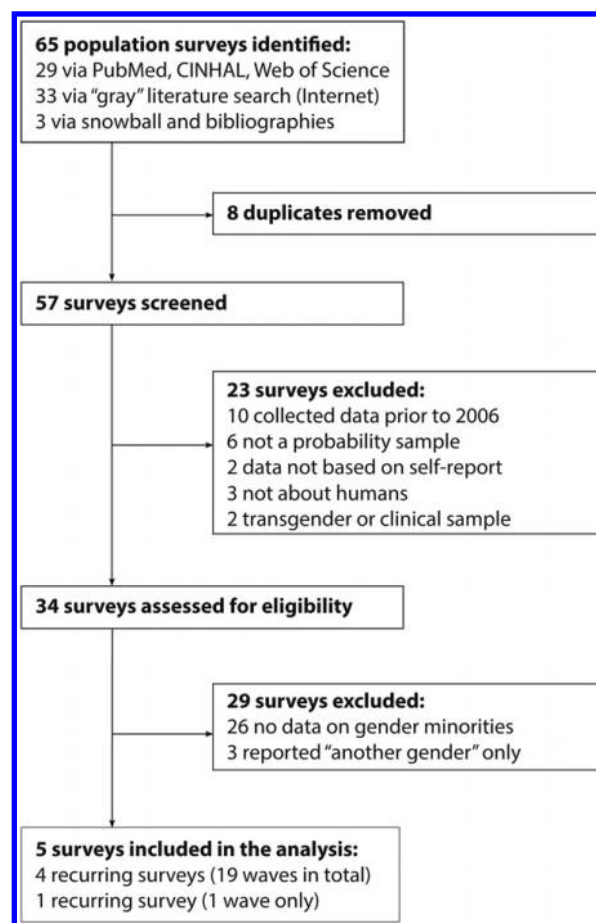 65 population surveys identified:
29 via PubMed, CINHAL, Web of Science
33 via “gray” literature search (Internet)
3 via snowball and bibliographies
8 duplicates removed
57 surveys screened
23 surveys excluded:
10 collected data prior to 2006
6 not a probability sample
2 data not based on self-report
3 not about humans
2 transgender or clinical sample
34 surveys assessed for eligibility
29 surveys excluded:
26 no data on gender minorities
3 reported “another gender” only
5 surveys included in the analysis:
4 recurring surveys (19 waves in total)
1 recurring survey (1 wave only)